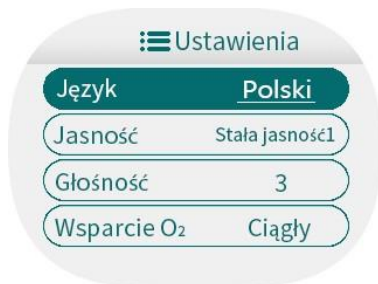 Ustawienia
Język Polski
Jasność Stała jasność1
Głośność 3
Wsparcie O₂ Ciągły